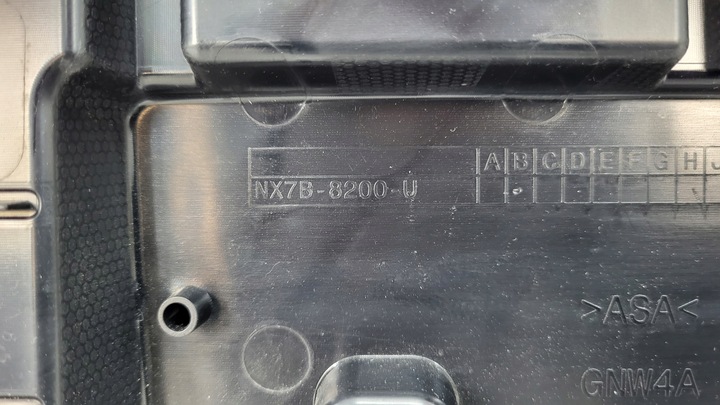 A B C D E F G H J
NX7B-8200-U
>ASA<
GNW4A